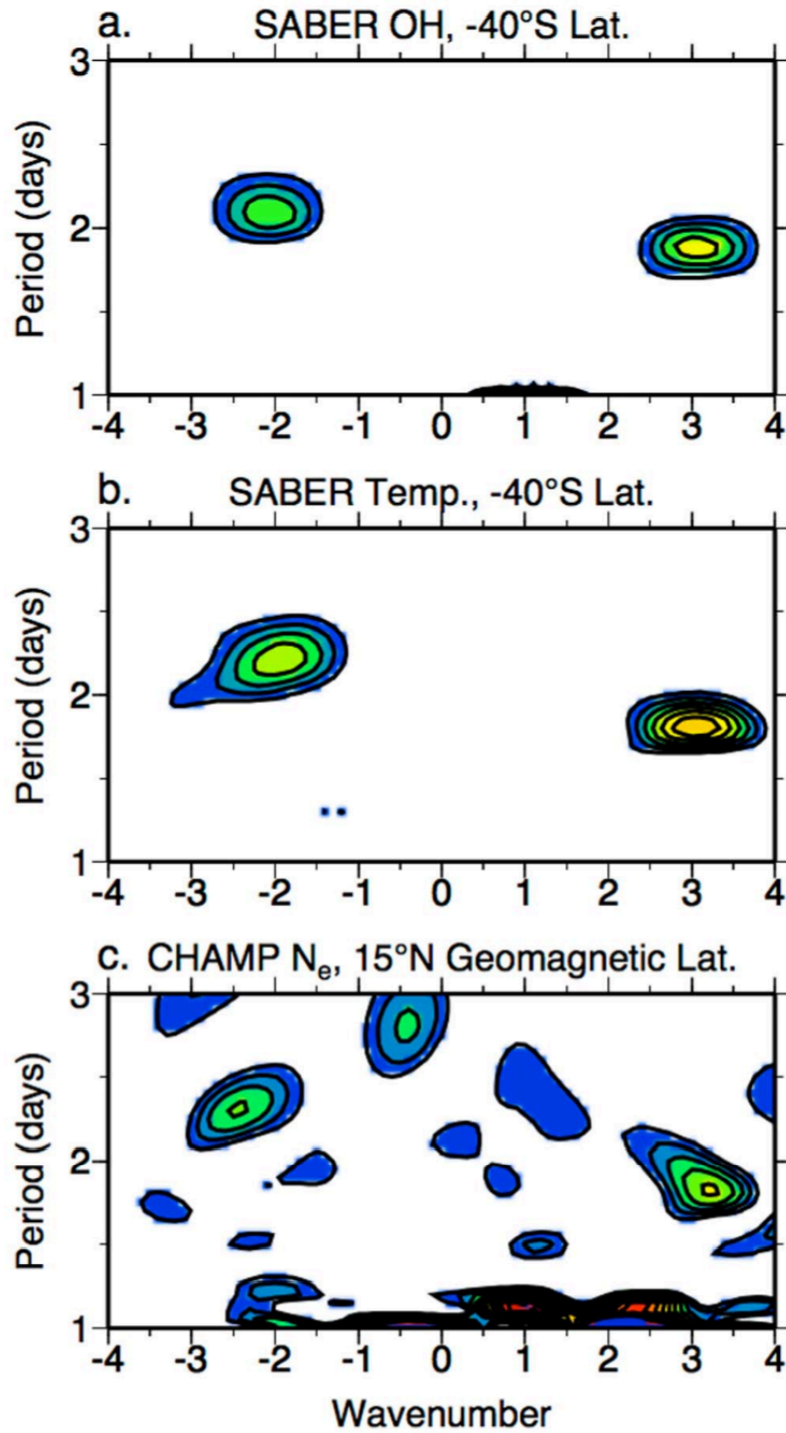 a. SABER OH, -40°S Lat.
3
2
1
Period (days)
-4 -3 -2 -1 0 1 2 3 4
b. SABER Temp., -40°S Lat.
3
2
1
Period (days)
-4 -3 -2 -1 0 1 2 3 4
c. CHAMP Ne, 15°N Geomagnetic Lat.
3
2
1
Period (days)
-4 -3 -2 -1 0 1 2 3 4
Wavenumber